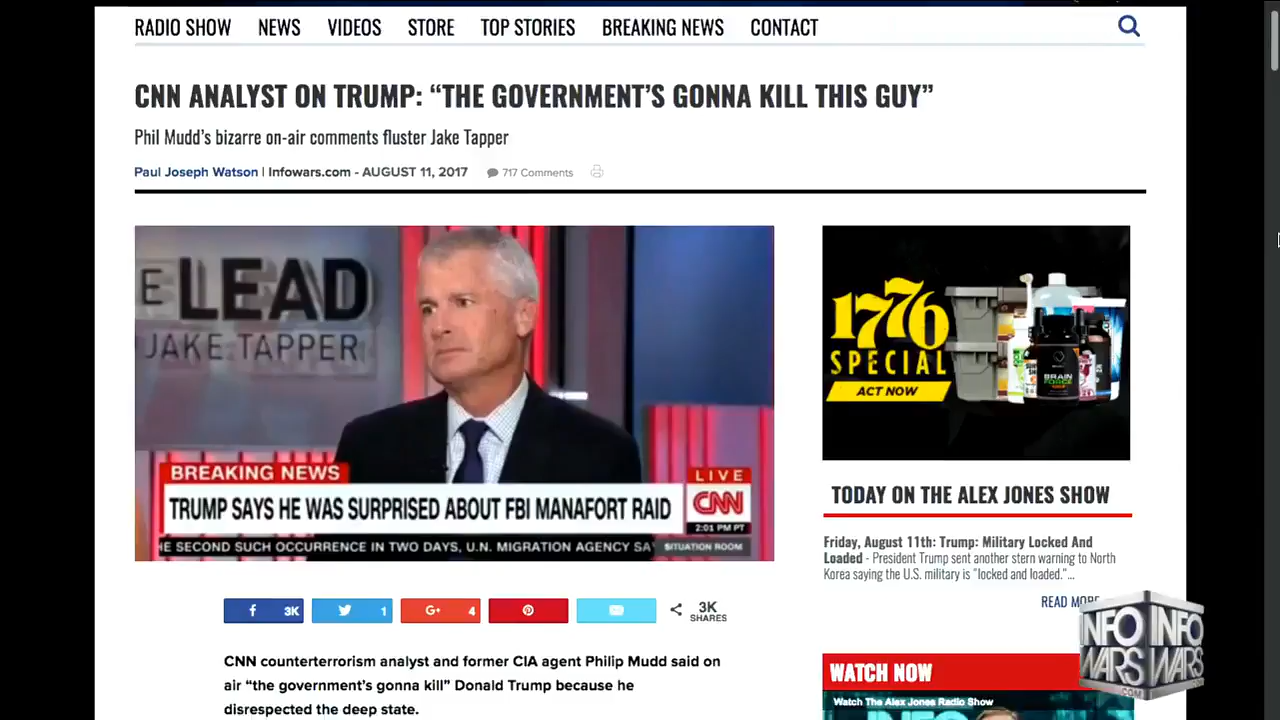 RADIO SHOW NEWS VIDEOS STORE TOP STORIES BREAKING NEWS CONTACT
CNN ANALYST ON TRUMP: “THE GOVERNMENT’S GONNA KILL THIS GUY”
Phil Mudd’s bizarre on-air comments fluster Jake Tapper
Paul Joseph Watson | Infowars.com - AUGUST 11, 2017 717 Comments
E LEAD
JAKE TAPPER
BREAKING NEWS
LIVE
TRUMP SAYS HE WAS SURPRISED ABOUT FBI MANAFORT RAID
CNN
2:01 PM PT
HE SECOND SUCH OCCURRENCE IN TWO DAYS, U.N. MIGRATION AGENCY SA
SITUATION ROOM
1776
SPECIAL
ACT NOW
BRAIN
FORCE
TODAY ON THE ALEX JONES SHOW
Friday, August 11th: Trump: Military Locked And
Loaded - President Trump sent another stern warning to North
Korea saying the U.S. military is "locked and loaded."...
READ MORE
3K 1 4 3K
SHARES
CNN counterterrorism analyst and former CIA agent Philip Mudd said on
air “the government’s gonna kill” Donald Trump because he
disrespected the deep state.
WATCH NOW
Watch The Alex Jones Radio Show
INFO INFO
WARS WARS
.COM